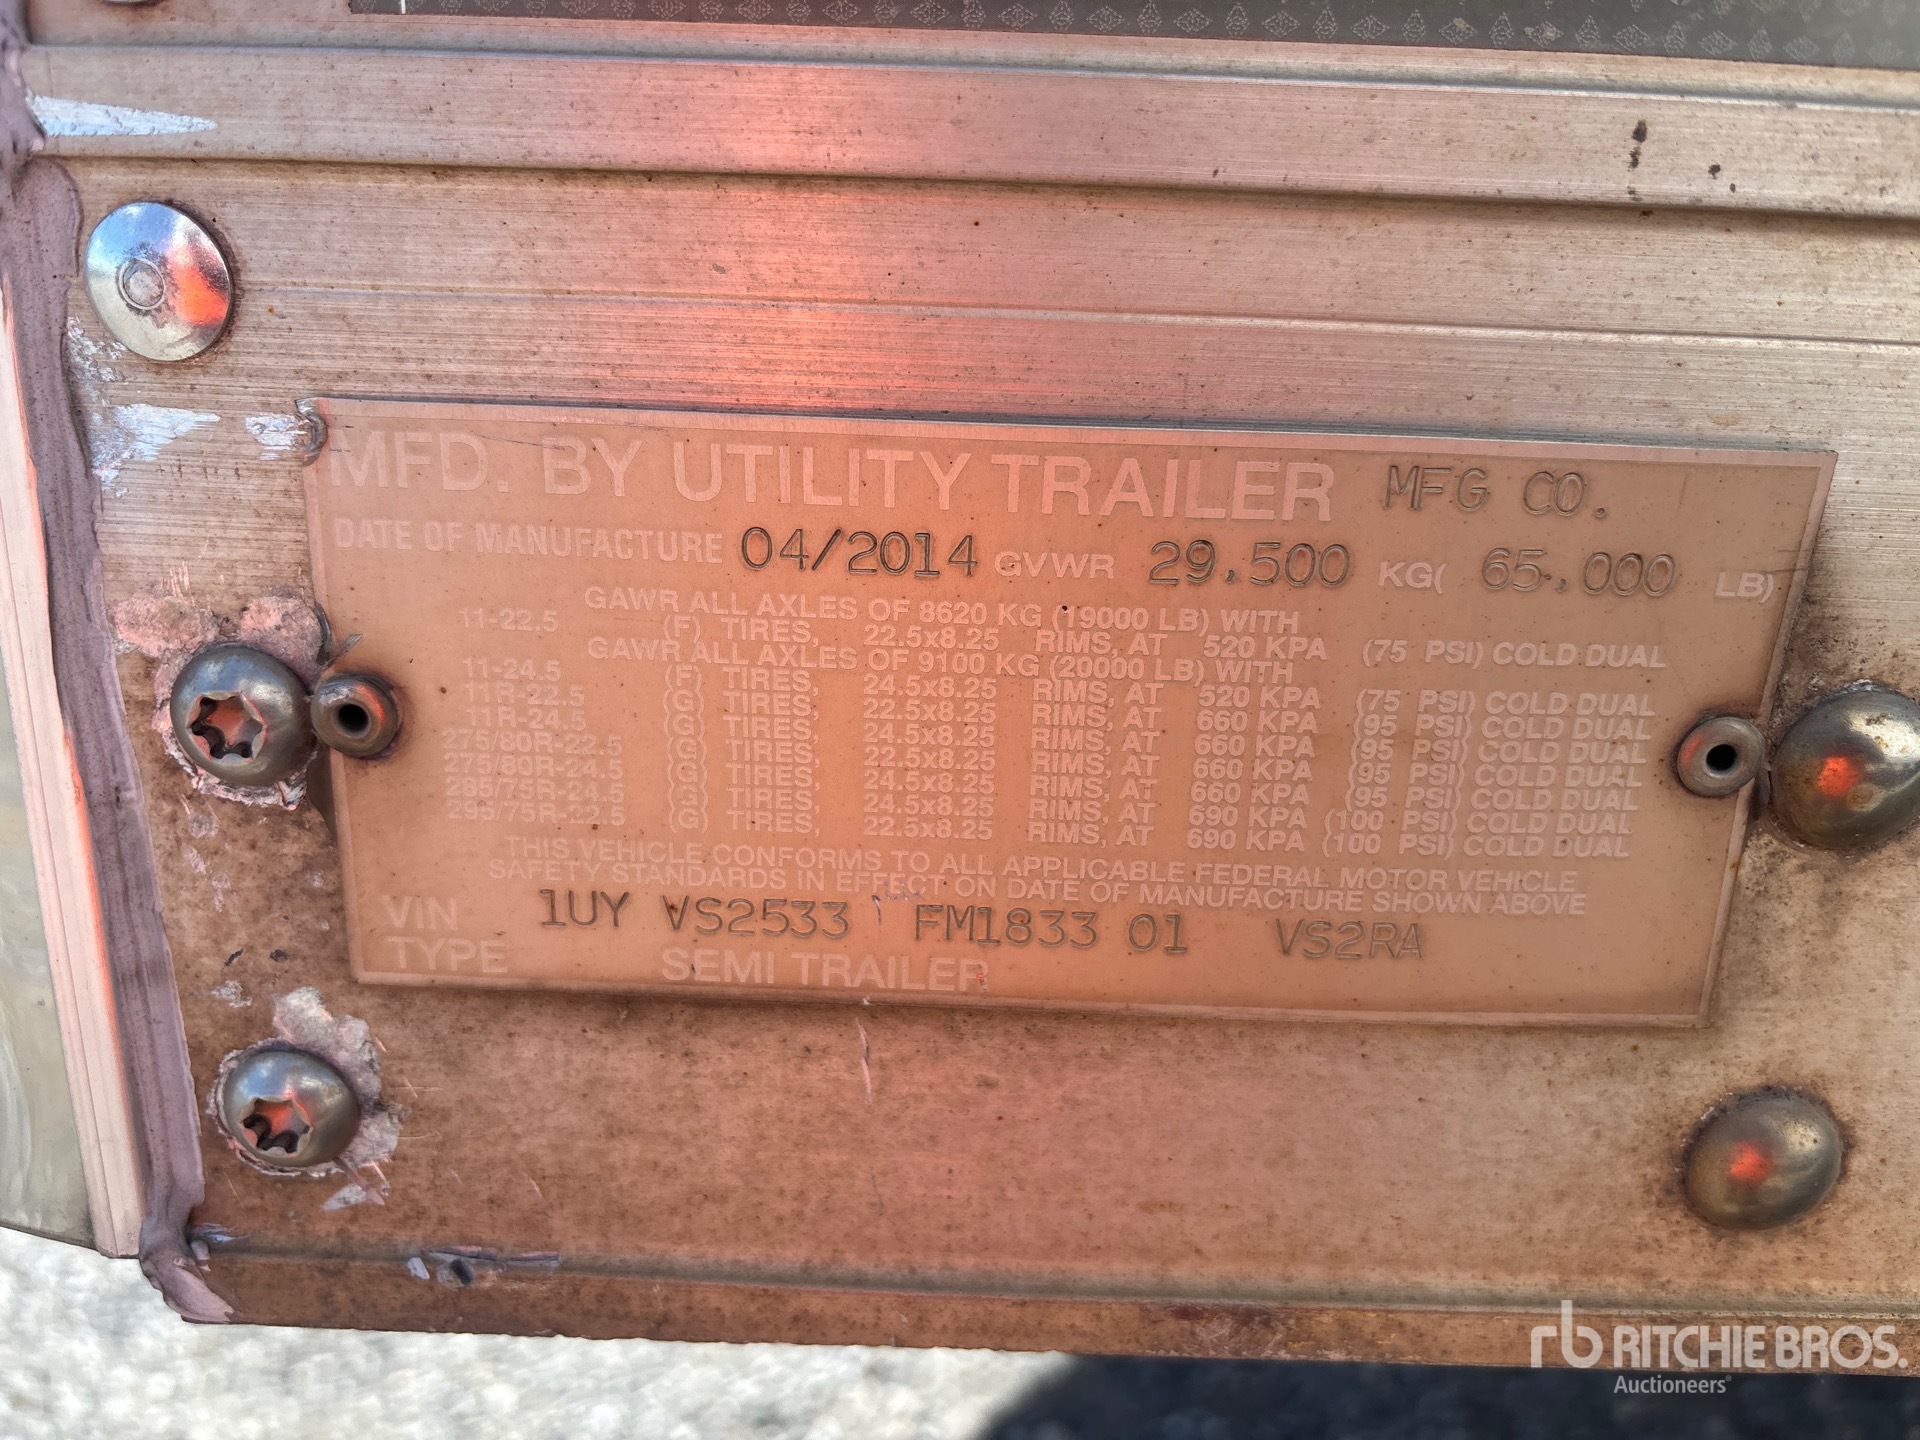 MFD. BY UTILITY TRAILER MFG CO.
DATE OF MANUFACTURE 04/2014 GVWR 29,500 KG( 65,000 LB)
GAWR ALL AXLES OF 8620 KG (19000 LB) WITH
11-22.5 (F) TIRES, 22.5x8.25 RIMS, AT 520 KPA (75 PSI) COLD DUAL
GAWR ALL AXLES OF 9100 KG (20000 LB) WITH
11-24.5 (F) TIRES, 24.5x8.25 RIMS, AT 520 KPA (75 PSI) COLD DUAL
11R-22.5 (G) TIRES, 22.5x8.25 RIMS, AT 660 KPA (95 PSI) COLD DUAL
11R-24.5 (G) TIRES, 24.5x8.25 RIMS, AT 660 KPA (95 PSI) COLD DUAL
275/80R-22.5 (G) TIRES, 22.5x8.25 RIMS, AT 660 KPA (95 PSI) COLD DUAL
275/80R-24.5 (G) TIRES, 24.5x8.25 RIMS, AT 660 KPA (95 PSI) COLD DUAL
285/75R-24.5 (G) TIRES, 24.5x8.25 RIMS, AT 690 KPA (100 PSI) COLD DUAL
295/75R-22.5 (G) TIRES, 22.5x8.25 RIMS, AT 690 KPA (100 PSI) COLD DUAL
THIS VEHICLE CONFORMS TO ALL APPLICABLE FEDERAL MOTOR VEHICLE
SAFETY STANDARDS IN EFFECT ON DATE OF MANUFACTURE SHOWN ABOVE
VIN 1UY VS2533 FM1833 01 VS2RA
TYPE SEMI TRAILER
rb RITCHIE BROS.
Auctioneers